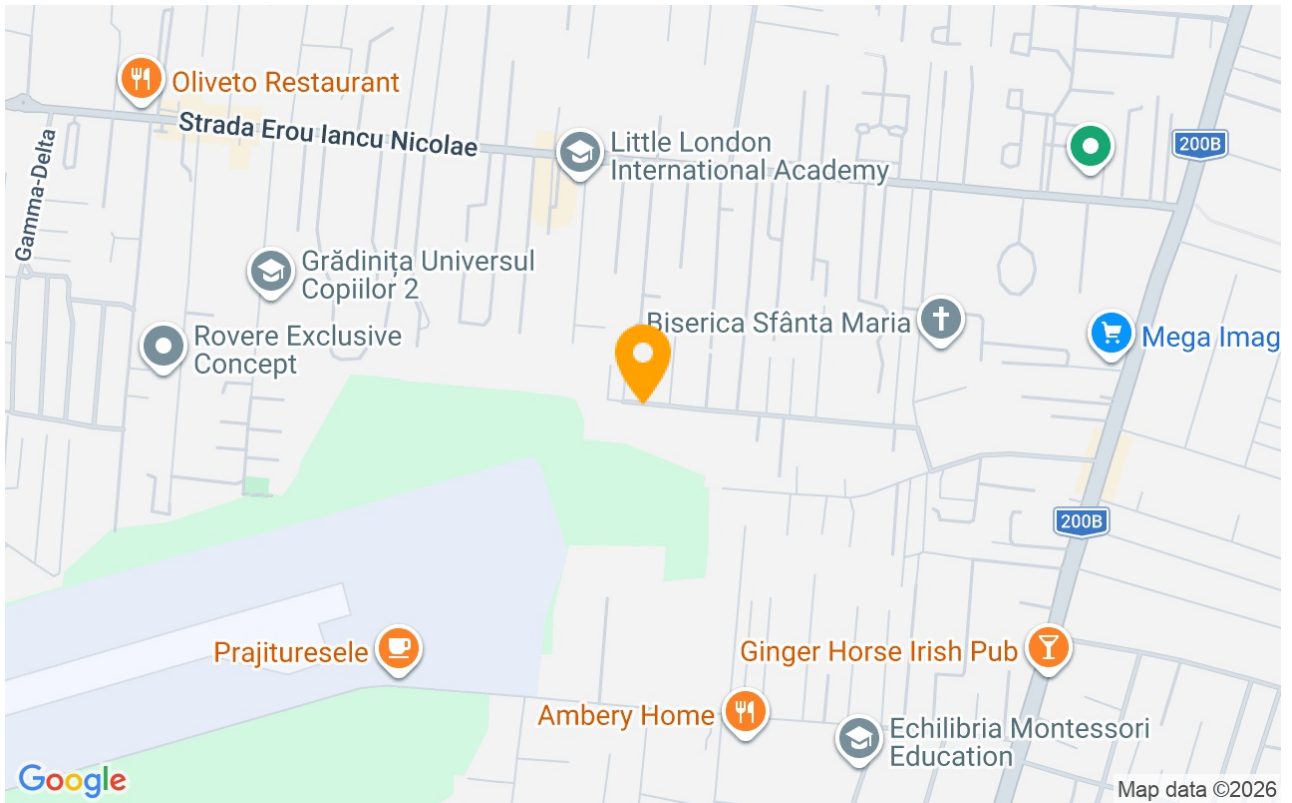 Oliveto Restaurant
Strada Erou Iancu Nicolae
Little London
International Academy
200B
Gamma-Delta
Grădinița Universul
Copiilor 2
Biserica Sfânta Maria
Rovere Exclusive
Concept
Mega Imag
200B
Prajituresele
Ginger Horse Irish Pub
Ambery Home
Echilibria Montessori
Education
Google
Map data ©2026